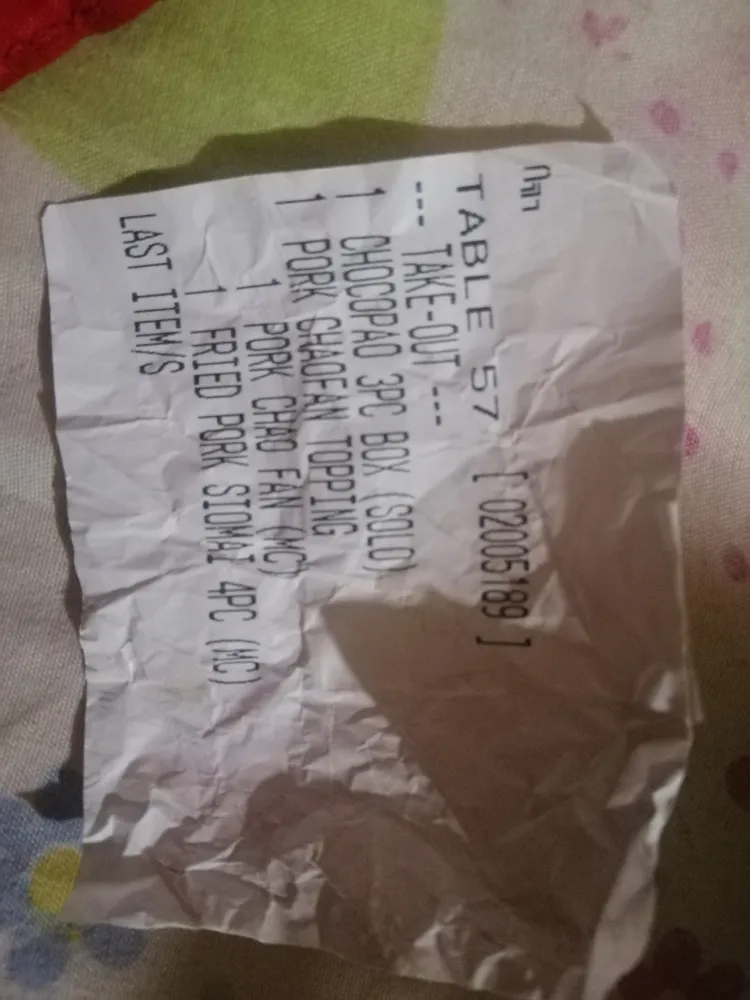 TABLE 57 [ 02005189 ]
--- TAKE-OUT ---
1 CHOCOPAO 3PC BOX (SOLO)
1 PORK CHAOFAN TOPPING
1 PORK CHAO FAN (MC)
1 FRIED PORK SIOMAI 4PC (MC)
LAST ITEM/S